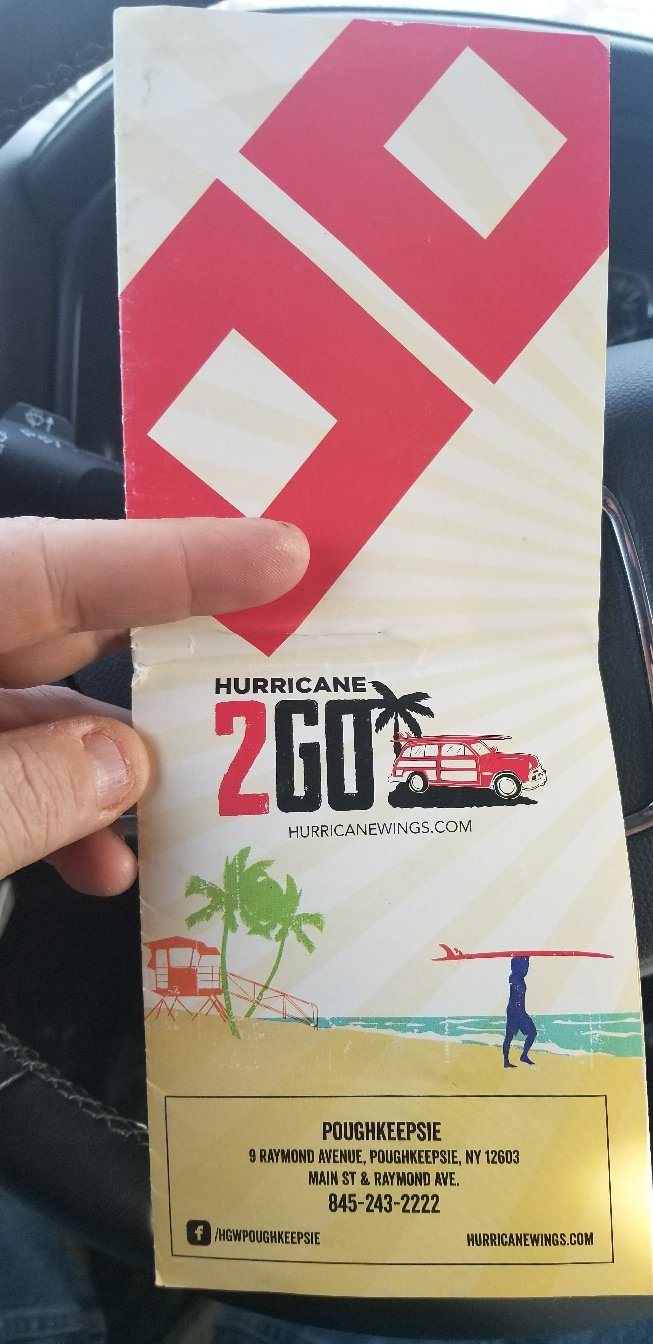 HURRICANE
2GO
HURRICANEWINGS.COM
POUGHKEEPSIE
9 RAYMOND AVENUE, POUGHKEEPSIE, NY 12603
MAIN ST & RAYMOND AVE.
845-243-2222
f /HGWPOUGHKEEPSIE HURRICANEWINGS.COM